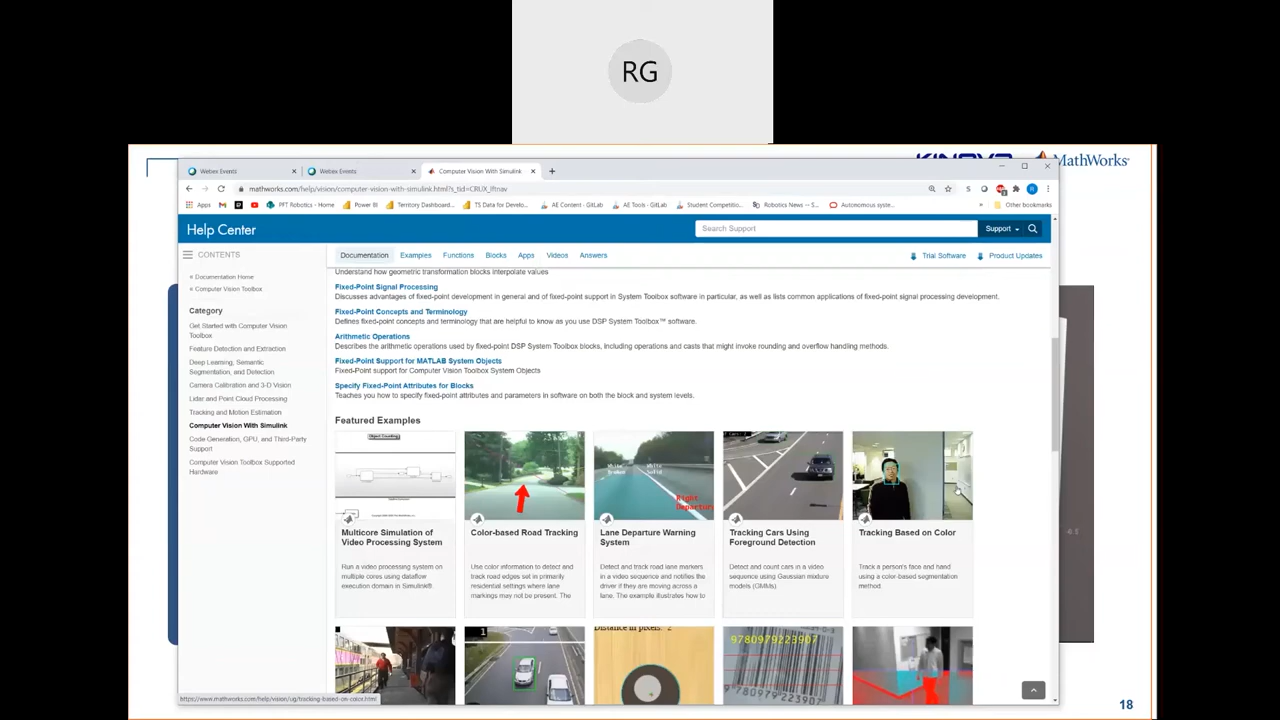 RG
KINOVA
MathWorks®
Webex Events
Webex Events
Computer Vision With Simulink
mathworks.com/help/vision/computer-vision-with-simulink.html?s_tid=CRUX_lftnav
Apps
PFT Robotics - Home
Power BI
Territory Dashboard...
TS Data for Develo...
AE Content - GitLab
AE Tools - GitLab
Student Competitio...
Robotics News -- S...
Autonomous syste...
»
Other bookmarks
Help Center
Search Support
Support
CONTENTS
Documentation
Examples
Functions
Blocks
Apps
Videos
Answers
Trial Software
Product Updates
« Documentation Home
« Computer Vision Toolbox
Category
Get Started with Computer Vision
Toolbox
Feature Detection and Extraction
Deep Learning, Semantic
Segmentation, and Detection
Camera Calibration and 3-D Vision
Lidar and Point Cloud Processing
Tracking and Motion Estimation
Computer Vision With Simulink
Code Generation, GPU, and Third-Party
Support
Computer Vision Toolbox Supported
Hardware
Understand how geometric transformation blocks interpolate values
Fixed-Point Signal Processing
Discusses advantages of fixed-point development in general and of fixed-point support in System Toolbox software in particular, as well as lists common applications of fixed-point signal processing development.
Fixed-Point Concepts and Terminology
Defines fixed-point concepts and terminology that are helpful to know as you use DSP System Toolbox™ software.
Arithmetic Operations
Describes the arithmetic operations used by fixed-point DSP System Toolbox blocks, including operations and casts that might invoke rounding and overflow handling methods.
Fixed-Point Support for MATLAB System Objects
Fixed-Point support for Computer Vision Toolbox System Objects
Specify Fixed-Point Attributes for Blocks
Teaches you how to specify fixed-point attributes and parameters in software on both the block and system levels.
Featured Examples
Object Tracking
White
Broken
White
Solid
Right
Departur
Multicore Simulation of
Video Processing System
Run a video processing system on
multiple cores using dataflow
execution domain in Simulink®.
Color-based Road Tracking
Use color information to detect and
track road edges set in primarily
residential settings where lane
markings may not be present. The
Lane Departure Warning
System
Detect and track road lane markers
in a video sequence and notifies the
driver if they are moving across a
lane. The example illustrates how to
Tracking Cars Using
Foreground Detection
Detect and count cars in a video
sequence using Gaussian mixture
models (GMMs).
Tracking Based on Color
Track a person's face and hand
using a color-based segmentation
method.
1
Distance in pixels: 2
9780979223907
9780979223907
https://www.mathworks.com/help/vision/ug/tracking-based-on-color.html
18